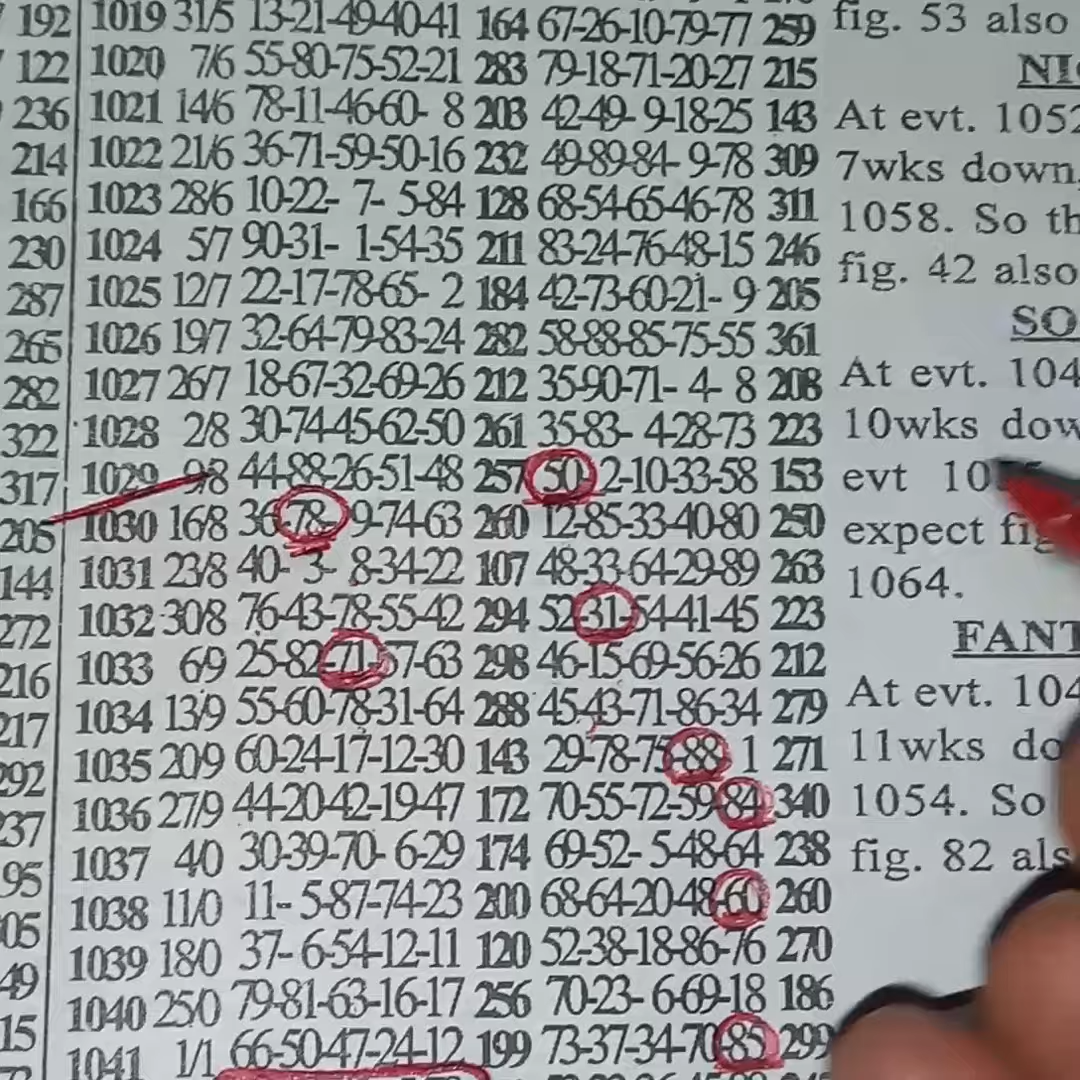 192 1019 31/5 13-21-49-40-41 164 67-26-10-79-77 259
122 1020 7/6 55-80-75-52-21 283 79-18-71-20-27 215
236 1021 14/6 78-11-46-60- 8 203 42-49- 9-18-25 143
214 1022 21/6 36-71-59-50-16 232 49-89-84- 9-78 309
166 1023 28/6 10-22- 7- 5-84 128 68-54-65-46-78 311
230 1024 5/7 90-31- 1-54-35 211 83-24-76-48-15 246
287 1025 12/7 22-17-78-65- 2 184 42-73-60-21- 9 205
265 1026 19/7 32-64-79-83-24 282 58-88-85-75-55 361
282 1027 26/7 18-67-32-69-26 212 35-90-71- 4- 8 208
322 1028 2/8 30-74-45-62-50 261 35-83- 4-28-73 223
317 1029 9/8 44-88-26-51-48 257 50- 2-10-33-58 153
205 1030 16/8 36-78- 9-74-63 260 12-85-33-40-80 250
144 1031 23/8 40- 3- 8-34-22 107 48-33-64-29-89 263
272 1032 30/8 76-43-78-55-42 294 52-31-54-41-45 223
216 1033 6/9 25-82-71-57-63 298 46-15-69-56-26 212
217 1034 13/9 55-60-78-31-64 288 45-43-71-86-34 279
292 1035 20/9 60-24-17-12-30 143 29-78-75-88- 1 271
237 1036 27/9 44-20-42-19-47 172 70-55-72-59-84 340
95 1037 4/0 30-39-70- 6-29 174 69-52- 5-48-64 238
05 1038 11/0 11- 5-87-74-23 200 68-64-20-48-60 260
49 1039 18/0 37- 6-54-12-11 120 52-38-18-86-76 270
15 1040 25/0 79-81-63-16-17 256 70-23- 6-69-18 186
1041 1/1 66-50-47-24-12 199 73-37-34-70-85 299
fig. 53 also
At evt. 1052
7wks down,
1058. So
fig. 42 also
At evt. 104
10wks
evt
expect
1064.
At evt. 104
11wks
1054. So
fig. 82